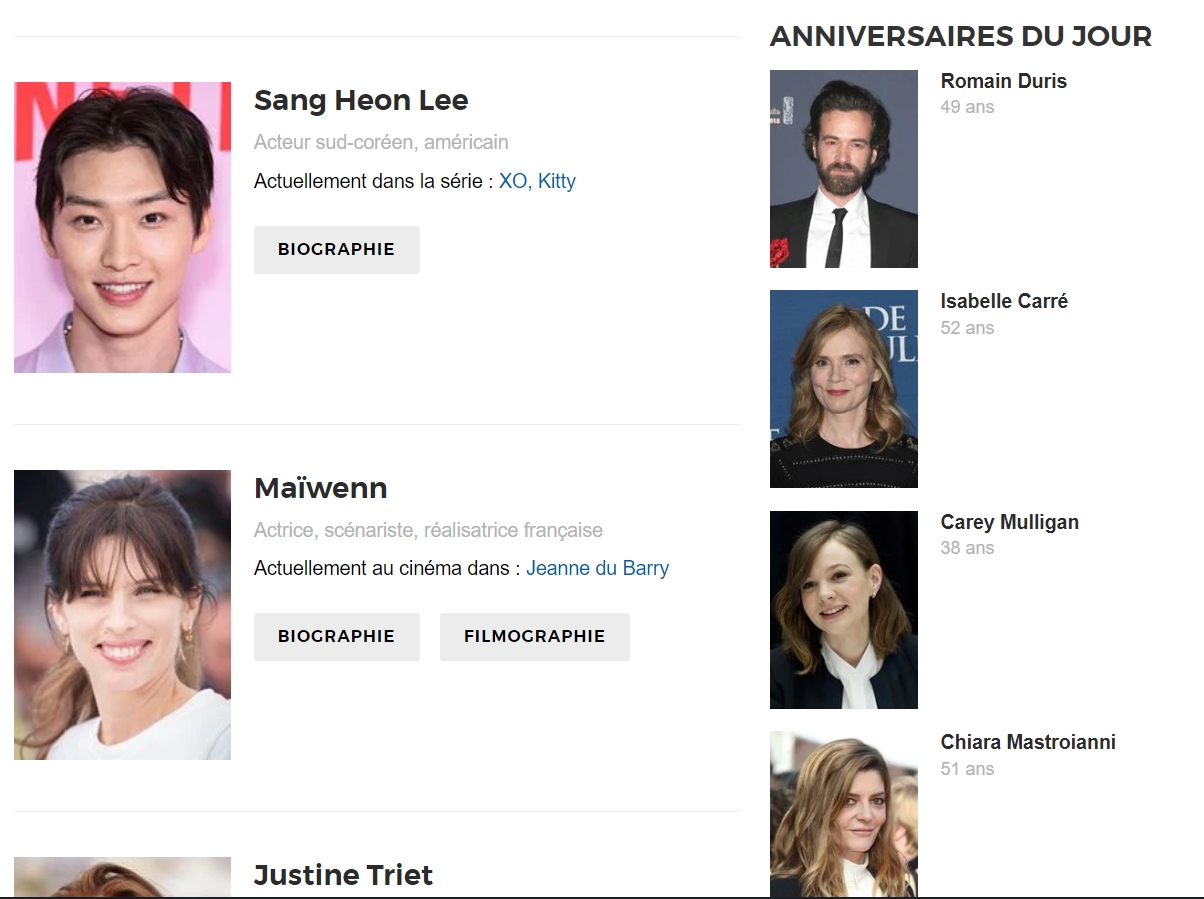 Sang Heon Lee
Acteur sud-coréen, américain
Actuellement dans la série : XO, Kitty
BIOGRAPHIE
Maïwenn
Actrice, scénariste, réalisatrice française
Actuellement au cinéma dans : Jeanne du Barry
BIOGRAPHIE
FILMOGRAPHIE
Justine Triet
ANNIVERSAIRES DU JOUR
Romain Duris
49 ans
Isabelle Carré
52 ans
DE
Carey Mulligan
38 ans
Chiara Mastroianni
51 ans